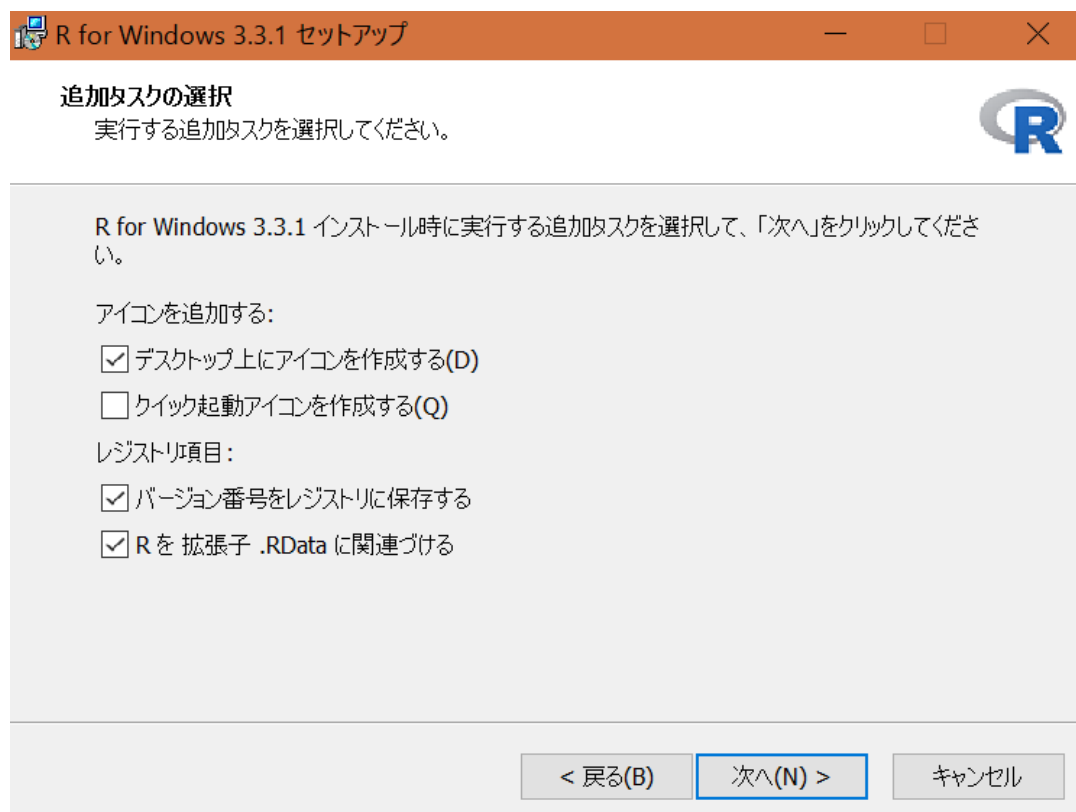 R for Windows 3.3.1 セットアップ
追加タスクの選択
実行する追加タスクを選択してください。
R
R for Windows 3.3.1 インストール時に実行する追加タスクを選択して、「次へ」をクリックしてくださ
い。
アイコンを追加する:
デスクトップ上にアイコンを作成する(D)
クイック起動アイコンを作成する(Q)
レジストリ項目:
バージョン番号をレジストリに保存する
R を 拡張子 .RData に関連づける
< 戻る(B) 次へ(N) > キャンセル